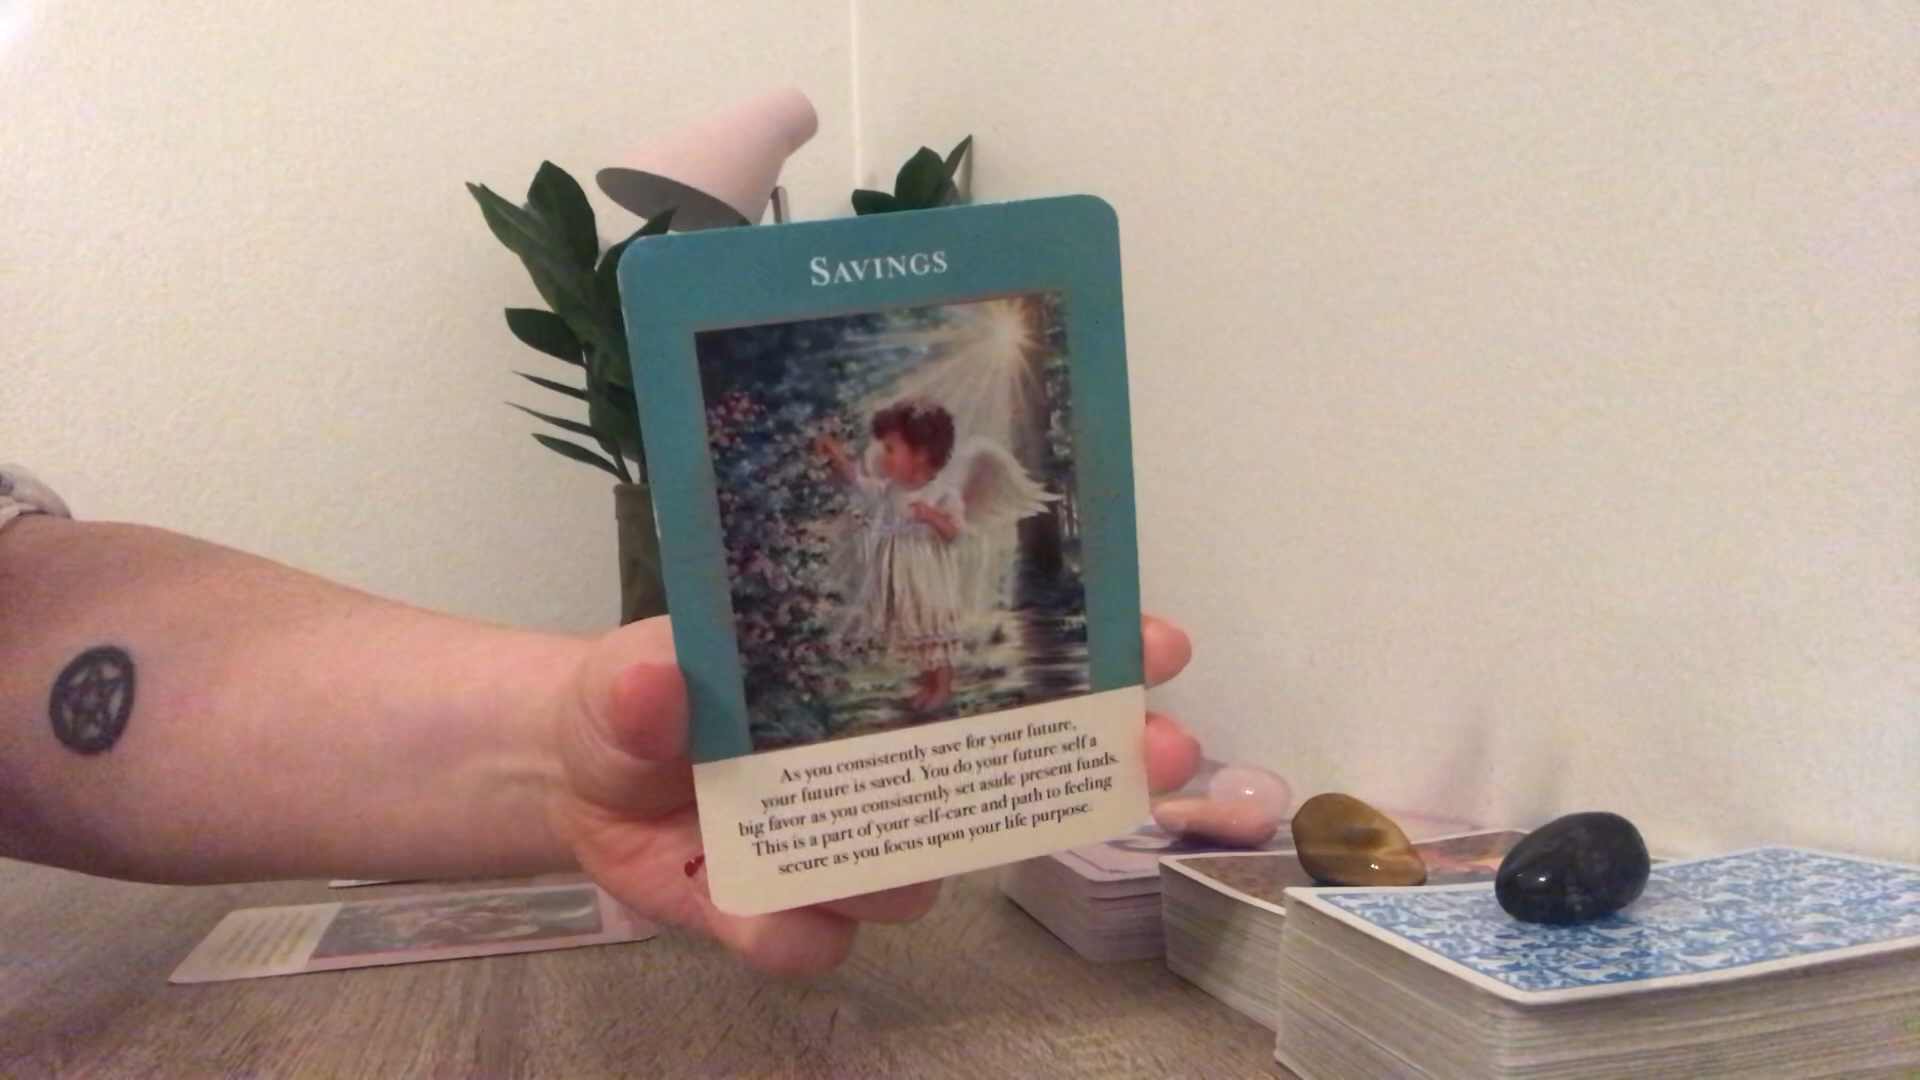 SAVINGS
As you consistently save for your future,
your future is saved. You do your future self a
big favor as you consistently set aside present funds.
This is a part of your self-care and path to feeling
secure as you focus upon your life purpose.